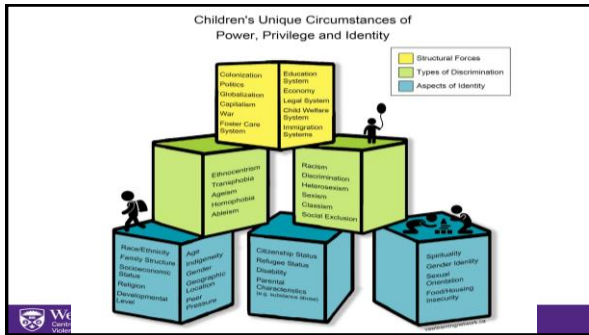 Children's Unique Circumstances of
Power, Privilege and Identity
Structural Forces
Types of Discrimination
Aspects of Identity
Colonization
Politics
Globalization
Capitalism
War
Foster Care
System
Education
System
Economy
Legal System
Child Welfare
System
Immigration
Systems
Ethnocentrism
Transphobia
Ageism
Homophobia
Ableism
Racism
Discrimination
Heterosexism
Sexism
Classism
Social Exclusion
Race/Ethnicity
Family Structure
Socioeconomic
Status
Religion
Developmental
Level
Age
Indigeneity
Gender
Geographic
Location
Peer
Pressure
Citizenship Status
Refugee Status
Disability
Parental
Characteristics
(e.g. substance abuse)
Spirituality
Gender Identity
Sexual
Orientation
Food/Housing
Insecurity
We
Centr
Violen